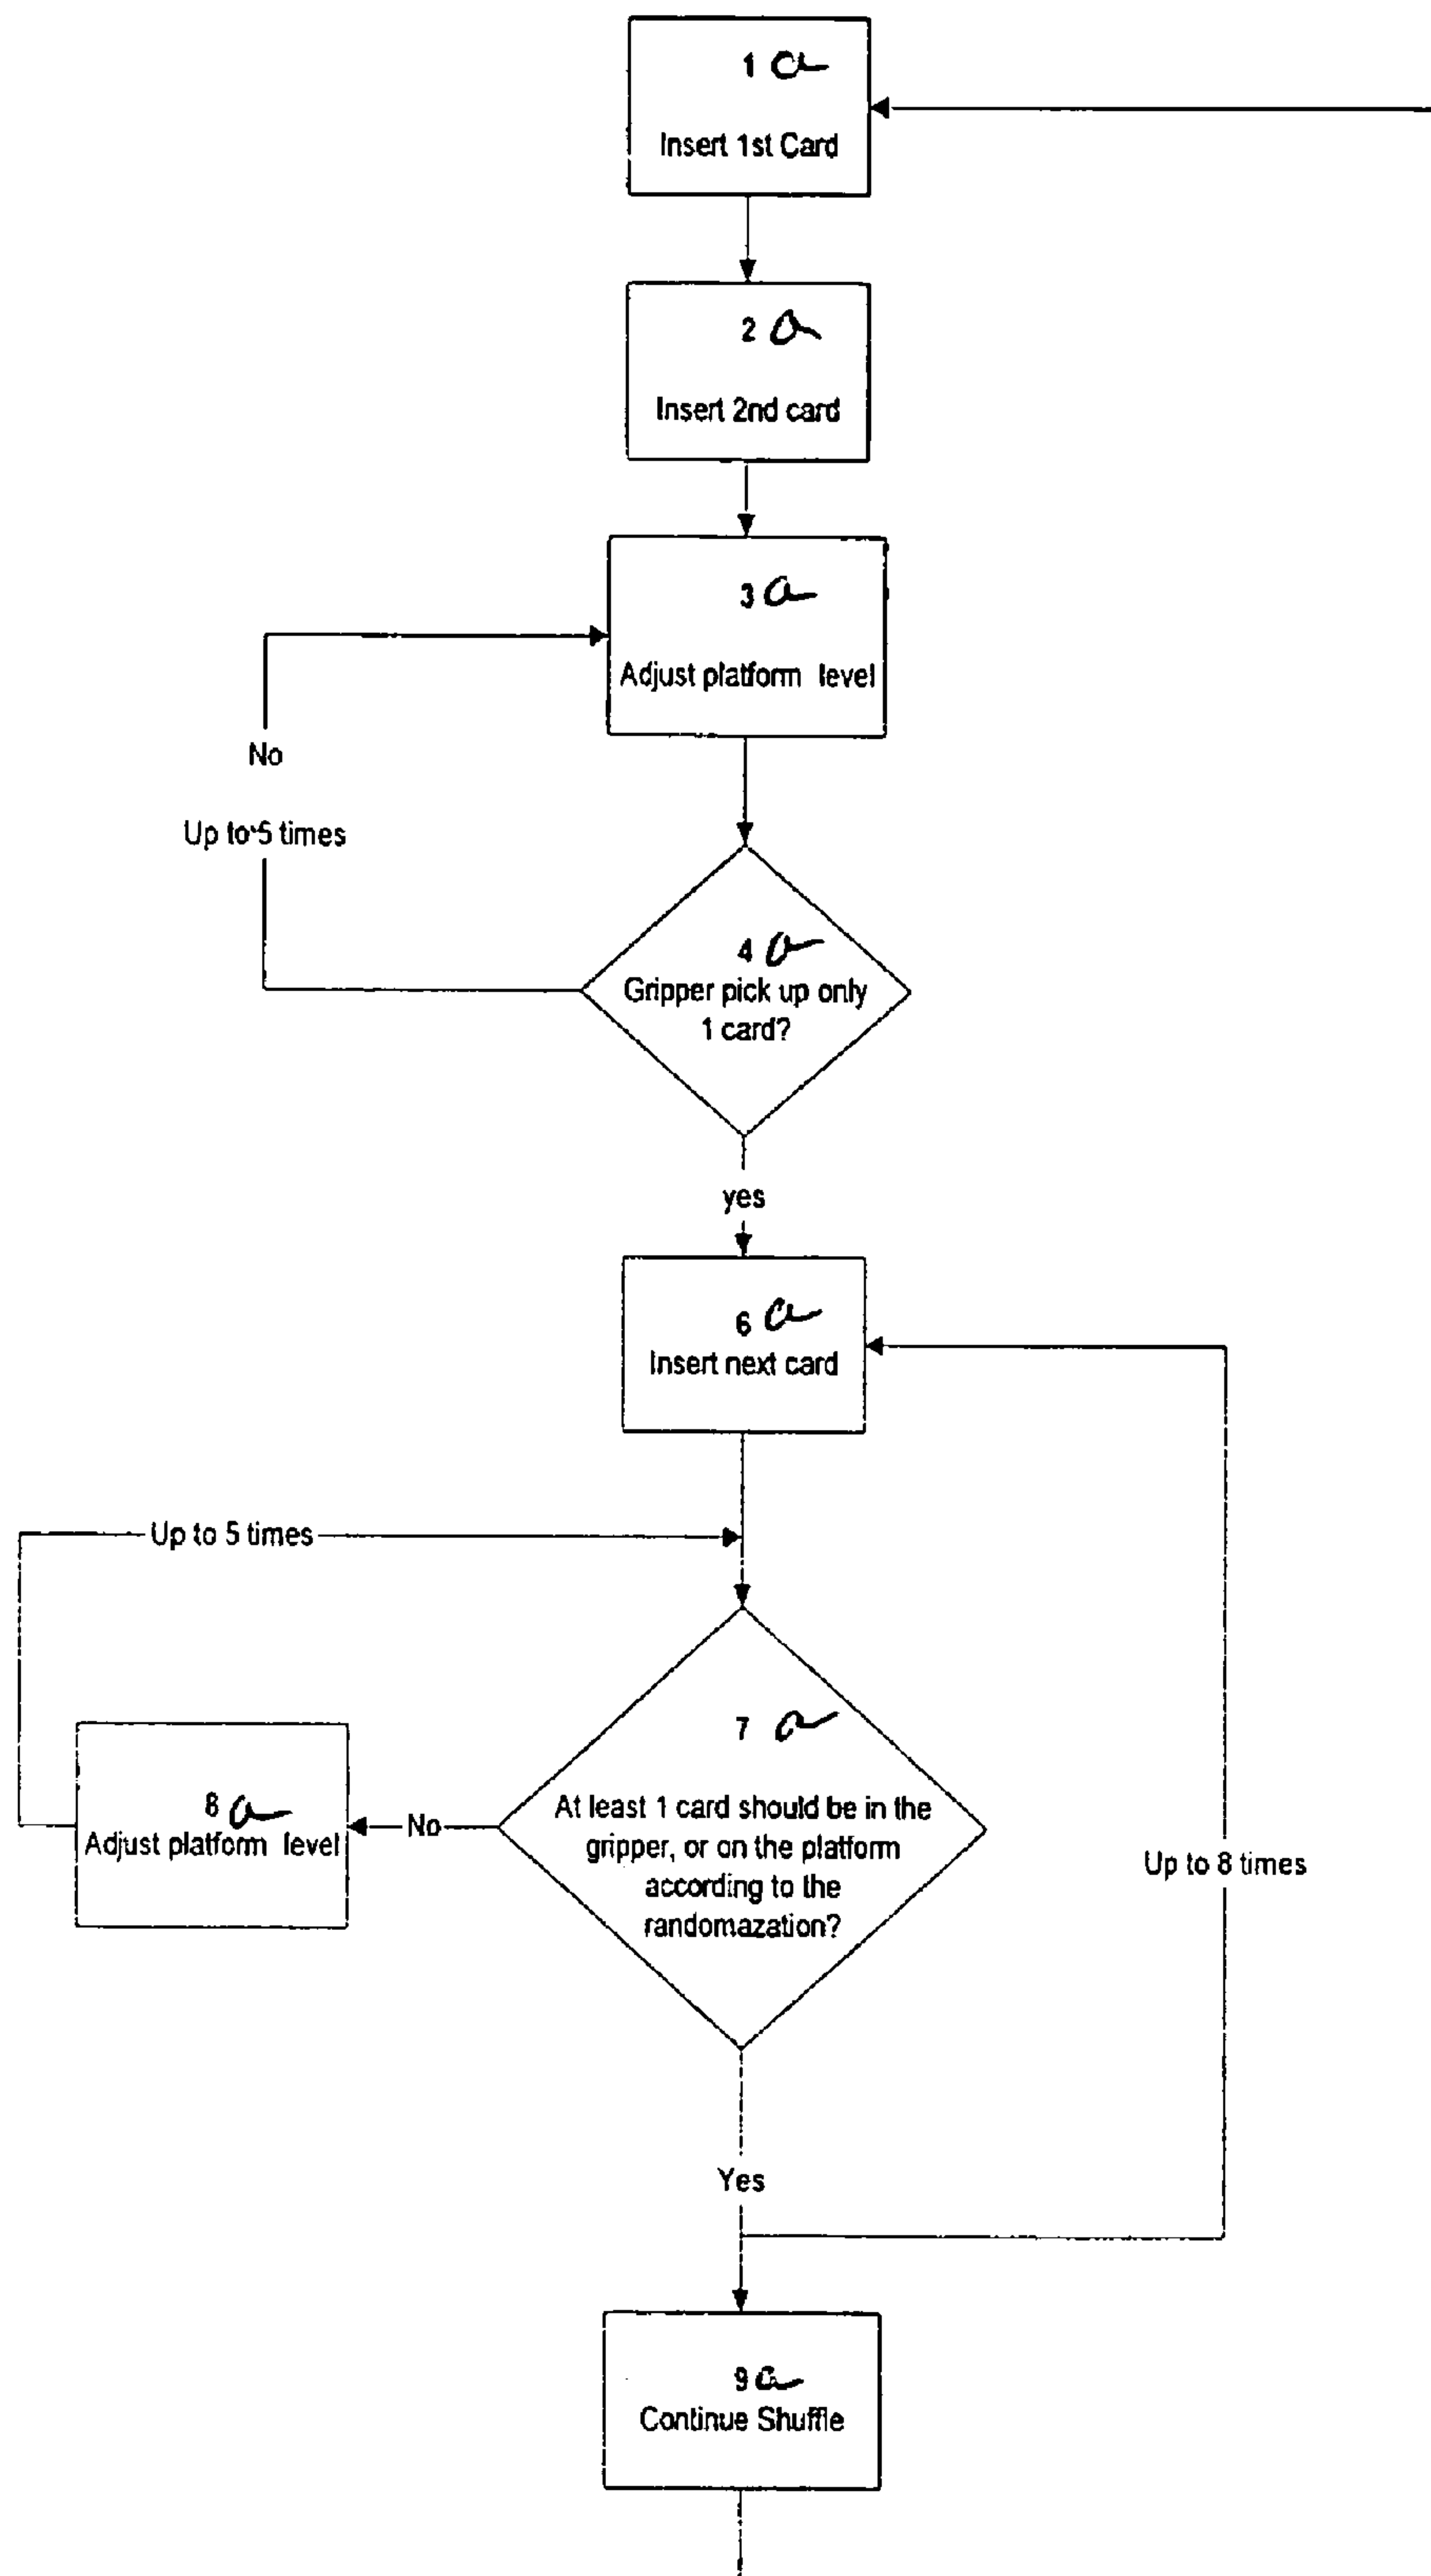 1 a
Insert 1st Card
2 a
Insert 2nd card
3 a
Adjust platform level
No
Up to 5 times
4 a
Gripper pick up only
1 card?
yes
6 a
Insert next card
Up to 5 times
7 a
At least 1 card should be in the
gripper, or on the platform
according to the
randomazation?
8 a
Adjust platform level
No
Up to 8 times
Yes
9 a
Continue Shuffle